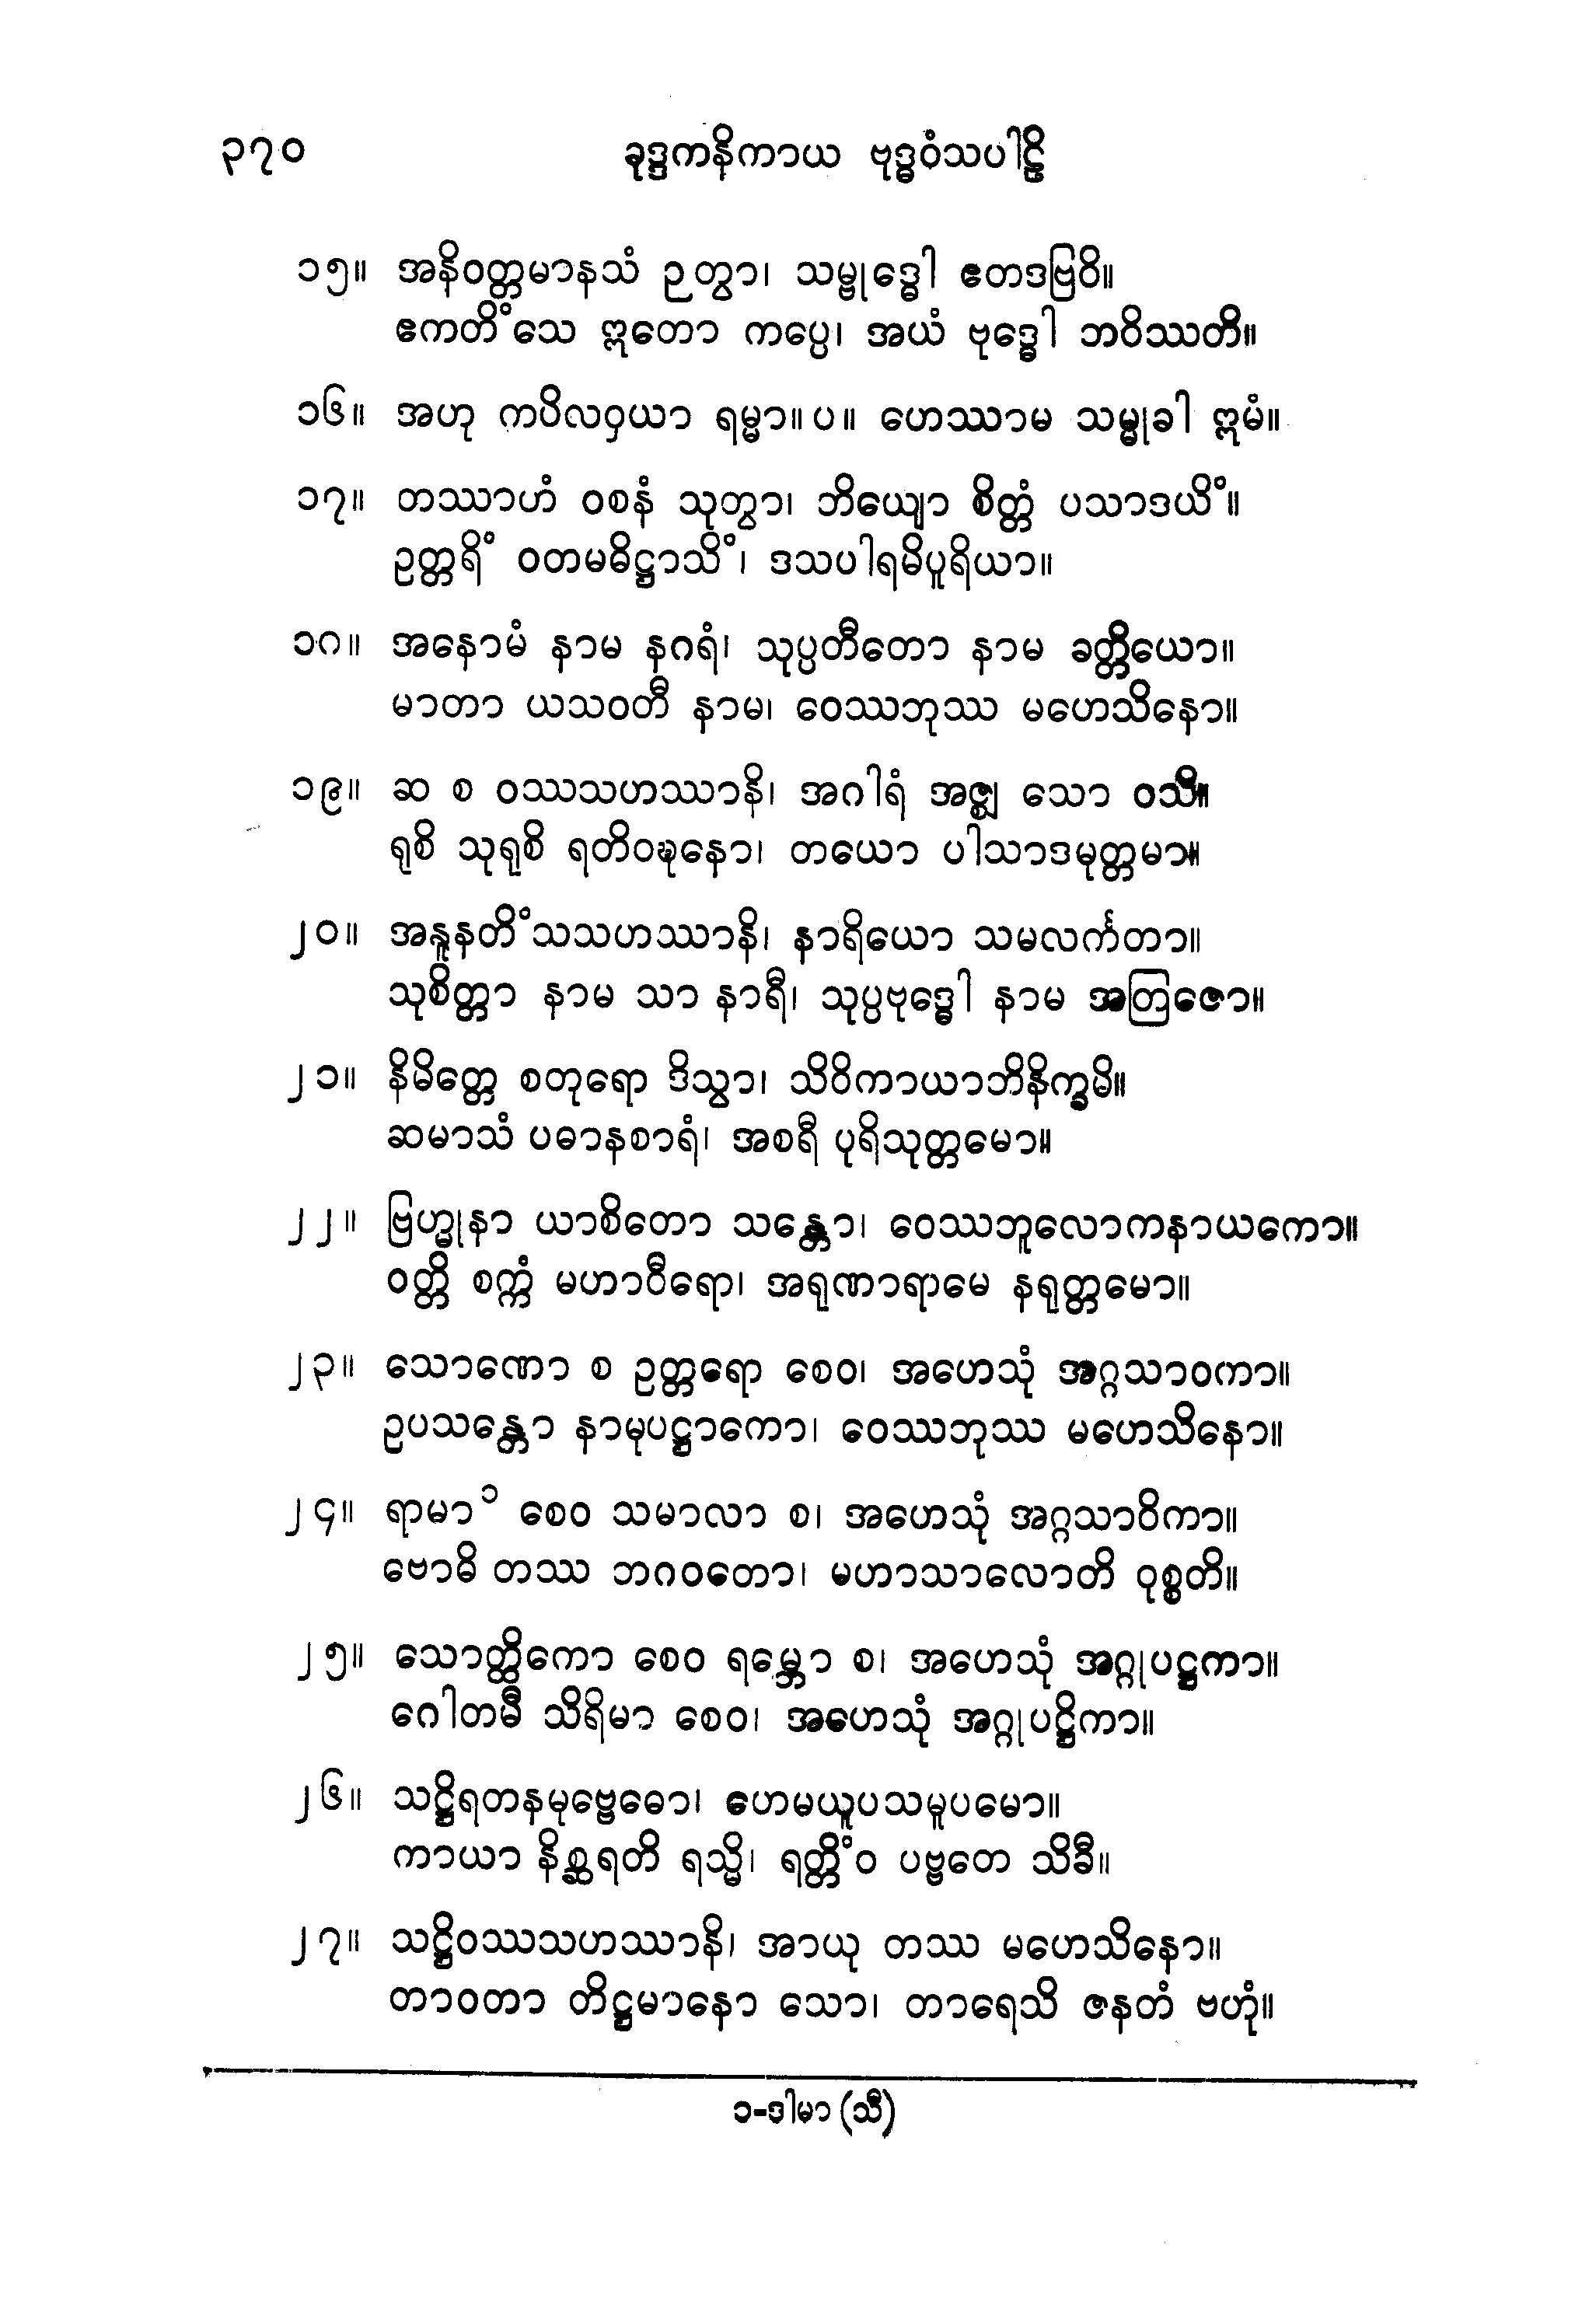 ၃၇၀ ခုဒ္ဒကနိကာယ ဗုဒ္ဓဝံသပါဠိ
၁၅။ အနိဝတ္တမာနသံ ဉတွာ၊ သမ္ဗုဒ္ဓေါ ဧတဒဗြဝိ။
ဧကတိံသေ ဣတော ကပ္ပေ၊ အယံ ဗုဒ္ဓေါ ဘဝိဿတိ။
၁၆။ အဟု ကပိလဝှယာ ရမ္မာ။ ပ။ ဟေဿာမ သမ္မုခါ ဣမံ။
၁၇။ တဿာဟံ ဝစနံ သုတွာ၊ ဘိယျော စိတ္တံ ပသာဒယိံ။
ဥတ္တရိံ ဝတမဓိဋ္ဌာသိံ၊ ဒသပါရမိပူရိယာ။
၁၈။ အနောမံ နာမ နဂရံ၊ သုပ္ပတီတော နာမ ခတ္တိယော။
မာတာ ယသဝတီ နာမ၊ ဝေဿဘုဿ မဟေသိနော။
၁၉။ ဆ စ ဝဿသဟဿာနိ၊ အဂါရံ အဇ္ဈ သော ဝသိ။
ရုစိ သုရုစိ ရတိဝဍ္ဎနော၊ တယော ပါသာဒမုတ္တမာ။
၂၀။ အနူနတိံသသဟဿာနိ၊ နာရိယော သမလင်္ကတာ။
သုစိတ္တာ နာမ သာ နာရီ၊ သုပ္ပဗုဒ္ဓေါ နာမ အတြဇော။
၂၁။ နိမိတ္တေ စတုရော ဒိသွာ၊ သိဝိကာယာဘိနိက္ခမိ။
ဆမာသံ ပဓာနစာရံ၊ အစရီ ပုရိသုတ္တမော။
၂၂။ ဗြဟ္မုနာ ယာစိတော သန္တော၊ ဝေဿဘူလောကနာယကော။
ဝတ္တိ စက္ကံ မဟာဝီရော၊ အရုဏာရာမေ နရုတ္တမော။
၂၃။ သောဏော စ ဥတ္တရော စေဝ၊ အဟေသုံ အဂ္ဂသာဝကာ။
ဥပသန္တော နာမုပဋ္ဌာကော၊ ဝေဿဘုဿ မဟေသိနော။
၂၄။ ရာမာ ၁ စေဝ သမာလာ စ၊ အဟေသုံ အဂ္ဂသာဝိကာ။
ဗောဓိ တဿ ဘဂဝတော၊ မဟာသာလောတိ ဝုစ္စတိ။
၂၅။ သောတ္ထိကော စေဝ ရမ္ဘော စ၊ အဟေသုံ အဂ္ဂုပဋ္ဌကာ။
ဂေါတမီ သိရိမာ စေဝ၊ အဟေသုံ အဂ္ဂုပဋ္ဌိကာ။
၂၆။ သဋ္ဌိရတနမုဗ္ဗေဓော၊ ဟေမယူပသမူပမော။
ကာယာ နိစ္ဆရတိ ရသ္မိ၊ ရတ္တိံဝ ပဗ္ဗတေ သိခီ။
၂၇။ သဋ္ဌိဝဿသဟဿာနိ၊ အာယု တဿ မဟေသိနော။
တာဝတာ တိဋ္ဌမာနော သော၊ တာရေသိ ဇနတံ ဗဟုံ။
၁-ဒါမာ (သီ)